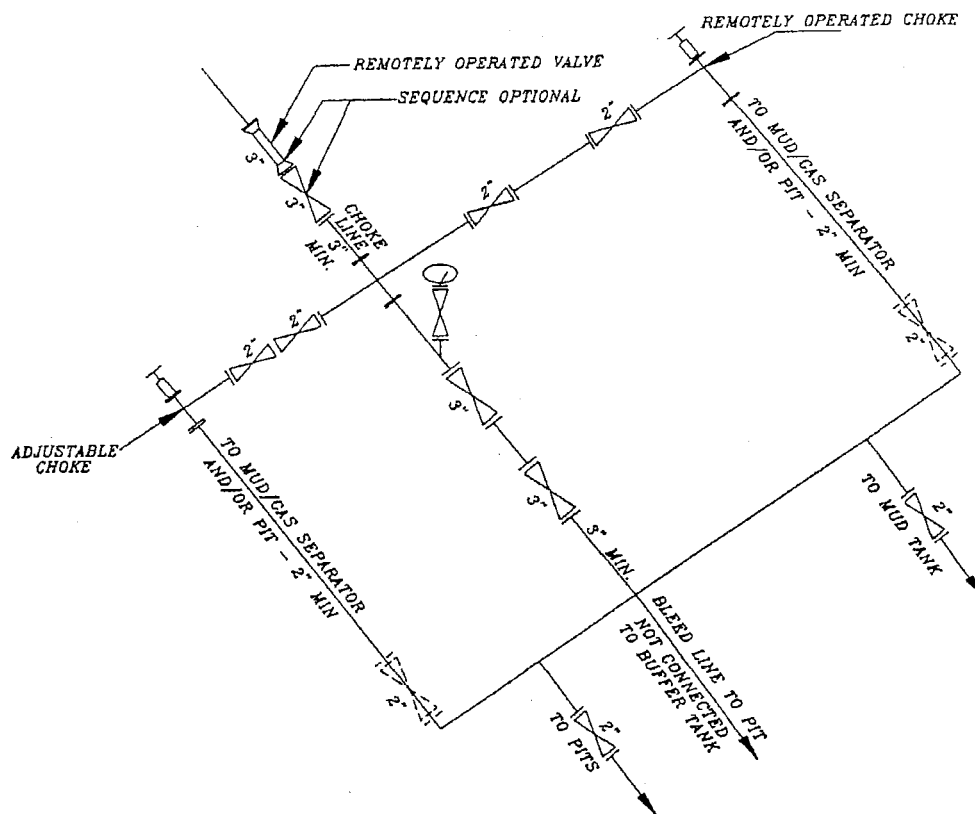 REMOTELY OPERATED CHOKE
REMOTELY OPERATED VALVE
SEQUENCE OPTIONAL
3"
3"
CHOKE
LINE
3"
MIN.
2"
2"
TO MUD/GAS SEPARATOR
AND/OR PIT - 2" MIN
2"
2"
2"
3"
ADJUSTABLE
CHOKE
TO MUD/GAS SEPARATOR
AND/OR PIT - 2" MIN
2"
3"
3" MIN.
2"
TO MUD TANK
BLEED LINE TO PIT
NOT CONNECTED
TO BUFFER TANK
2"
TO PITS